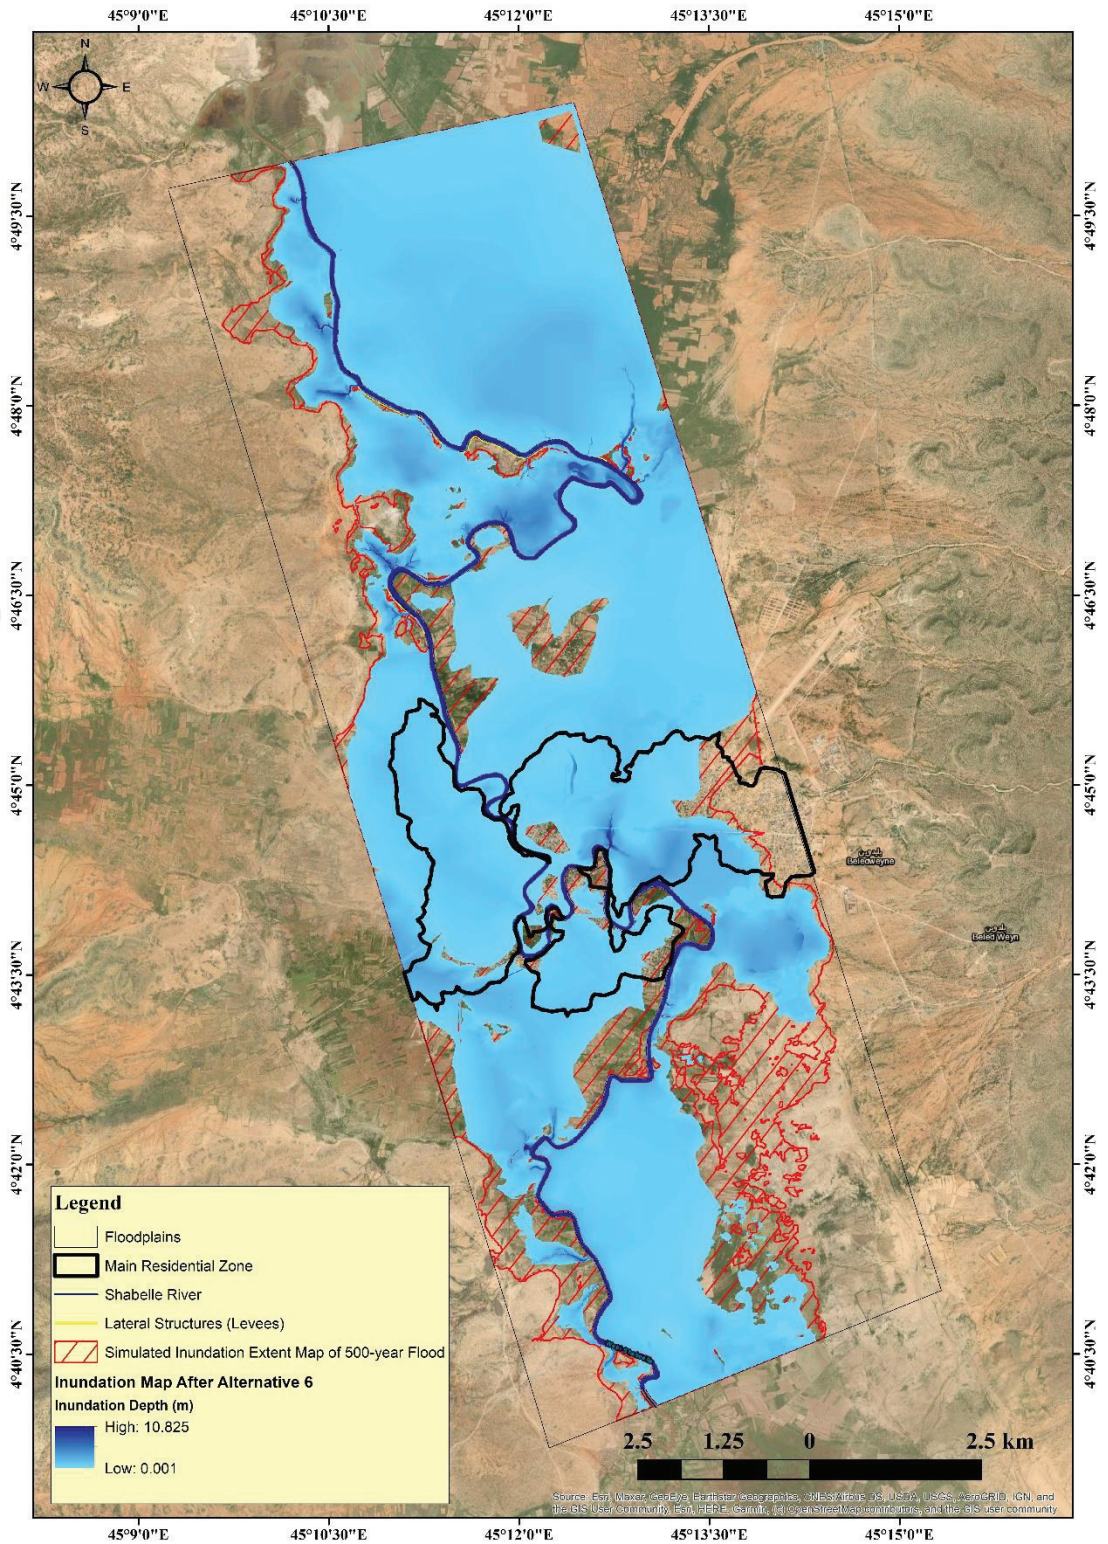 45°9'0"E 45°10'30"E 45°12'0"E 45°13'30"E 45°15'0"E
N
W E
S
4°49'30"N 4°49'30"N
4°48'0"N 4°48'0"N
4°46'30"N 4°46'30"N
4°45'0"N 4°45'0"N
بلدوين
Beledweyne
بلدوين
Beled Weyn
4°43'30"N 4°43'30"N
4°42'0"N 4°42'0"N
4°40'30"N 4°40'30"N
Legend
Floodplains
Main Residential Zone
Shabelle River
Lateral Structures (Levees)
Simulated Inundation Extent Map of 500-year Flood
Inundation Map After Alternative 6
Inundation Depth (m)
High: 10.825
Low: 0.001
2.5 1.25 0 2.5 km
Source: Esri, Maxar, GeoEye, Earthstar Geographics, CNES/Airbus DS, USDA, USGS, AeroGRID, IGN, and
the GIS User Community, Esri, HERE, Garmin, (c) OpenStreetMap contributors, and the GIS user community
45°9'0"E 45°10'30"E 45°12'0"E 45°13'30"E 45°15'0"E